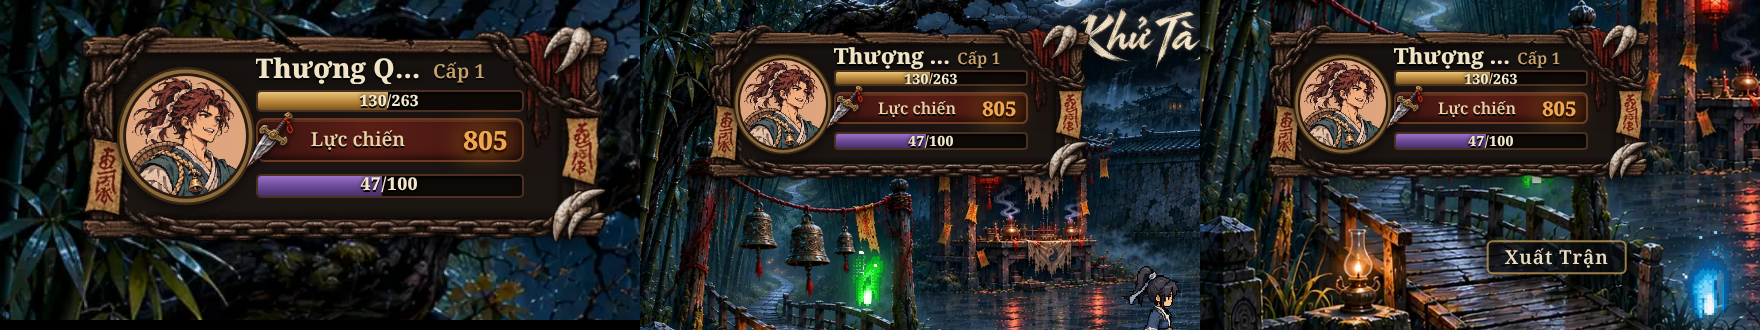 Thượng Q... Cấp 1
130/263
Lực chiến 805
47/100
Khử Tà
Thượng ... Cấp 1
130/263
Lực chiến 805
47/100
Thượng ... Cấp 1
130/263
Lực chiến 805
47/100
Xuất Trận